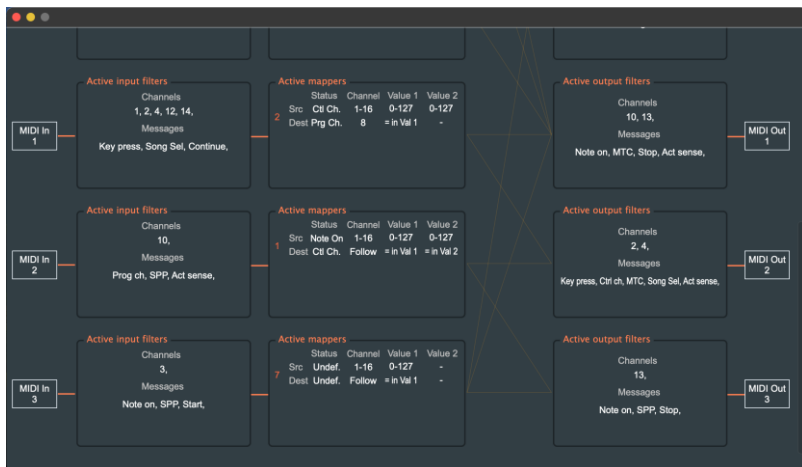 Active input filters
Channels
1, 2, 4, 12, 14,
Messages
Key press, Song Sel, Continue,
MIDI In
1
Active mappers
Status Channel Value 1 Value 2
2
Src Ctl Ch. 1-16 0-127 0-127
Dest Prg Ch. 8 = in Val 1 -
Active output filters
Channels
10, 13,
Messages
Note on, MTC, Stop, Act sense,
MIDI Out
1
Active input filters
Channels
10,
Messages
Prog ch, SPP, Act sense,
MIDI In
2
Active mappers
Status Channel Value 1 Value 2
1
Src Note On 1-16 0-127 0-127
Dest Ctl Ch. Follow = in Val 1 = in Val 2
Active output filters
Channels
2, 4,
Messages
Key press, Ctrl ch, MTC, Song Sel, Act sense,
MIDI Out
2
Active input filters
Channels
3,
Messages
Note on, SPP, Start,
MIDI In
3
Active mappers
Status Channel Value 1 Value 2
7
Src Undef. 1-16 0-127 -
Dest Undef. Follow = in Val 1 -
Active output filters
Channels
13,
Messages
Note on, SPP, Stop,
MIDI Out
3